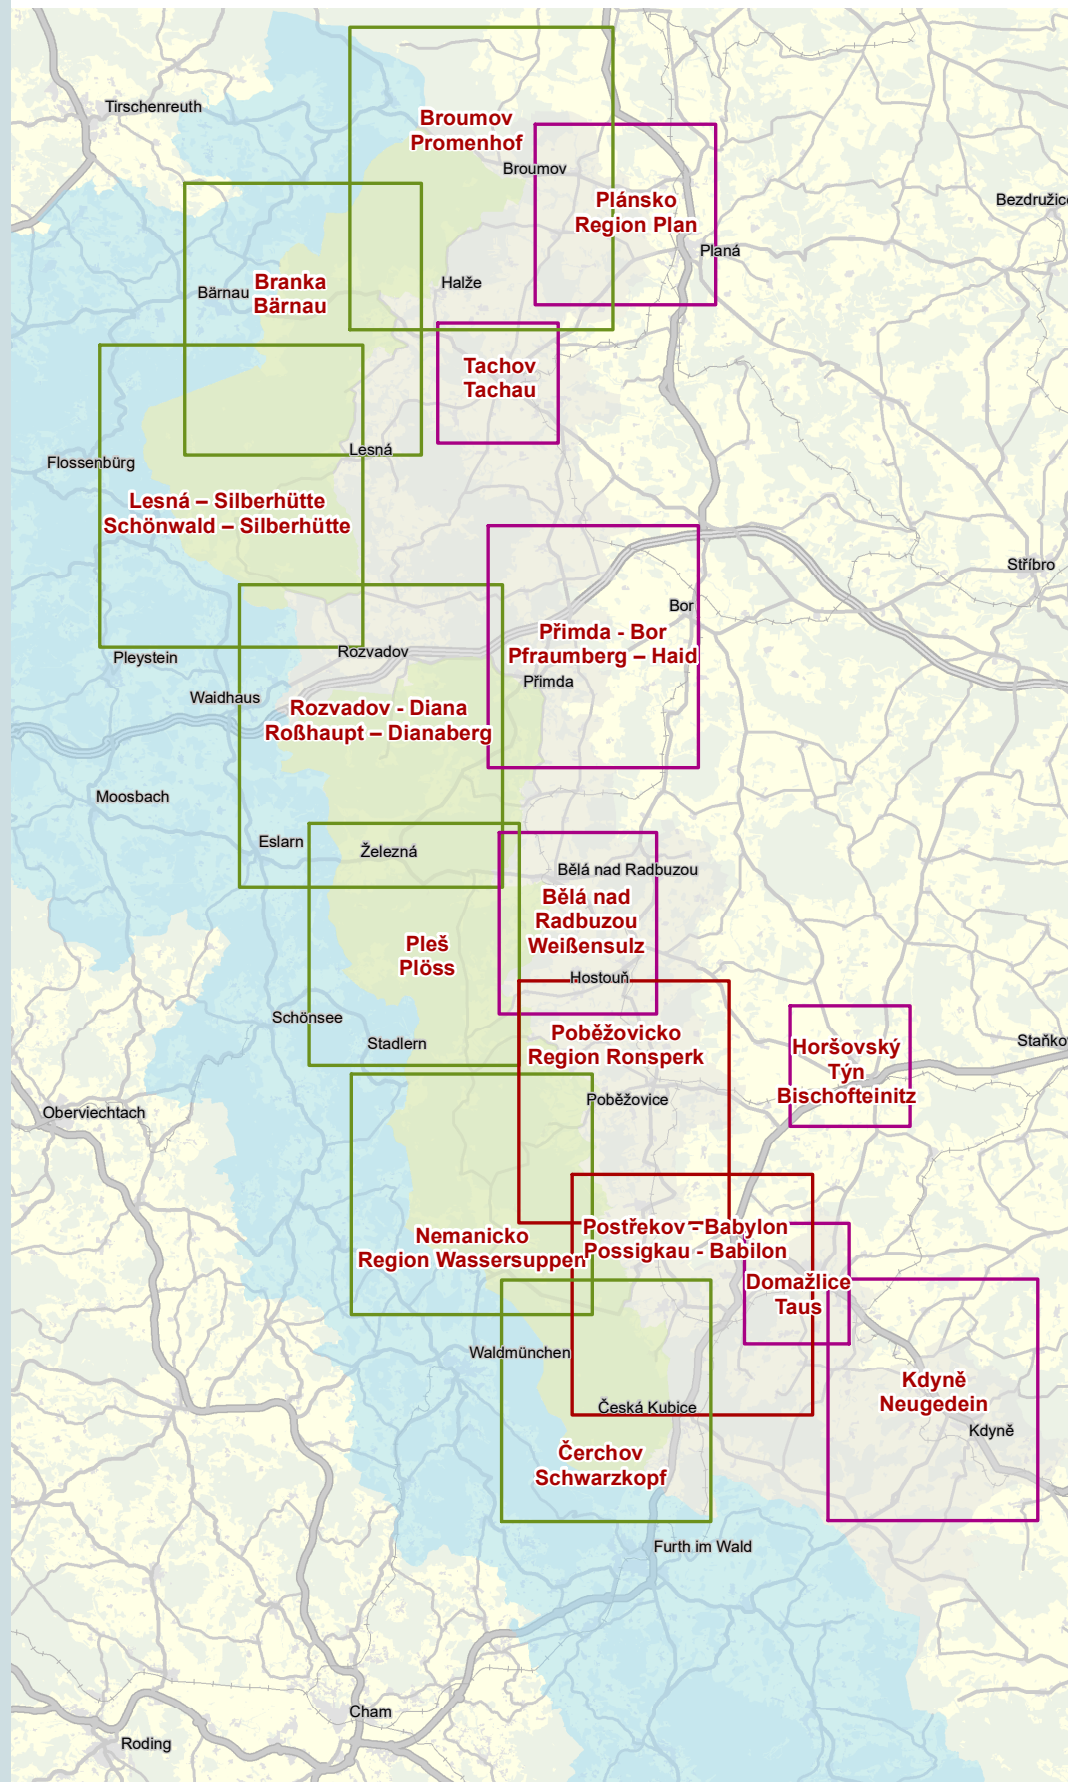 Tirschenreuth
Broumov
Promenhof
Broumov
Plánsko
Region Plan
Bezdružice
Planá
Halže
Bärnau
Branka
Bärnau
Tachov
Tachau
Lesná
Flossenbürg
Lesná – Silberhütte
Schönwald – Silberhütte
Stříbro
Bor
Přimda - Bor
Pfraumberg – Haid
Přimda
Rozvadov
Pleystein
Waidhaus
Rozvadov - Diana
Roßhaupt – Dianaberg
Moosbach
Eslarn
Železná
Bělá nad Radbuzou
Bělá nad
Radbuzou
Weißensulz
Pleš
Plöss
Hostouň
Schönsee
Stadlern
Poběžovicko
Region Ronsperk
Horšovský
Týn
Bischofteinitz
Staňkov
Poběžovice
Oberviechtach
Nemanicko
Region Wassersuppen
Postřekov - Babylon
Possigkau - Babilon
Domažlice
Taus
Waldmünchen
Kdyně
Neugedein
Česká Kubice
Kdyně
Čerchov
Schwarzkopf
Furth im Wald
Cham
Roding